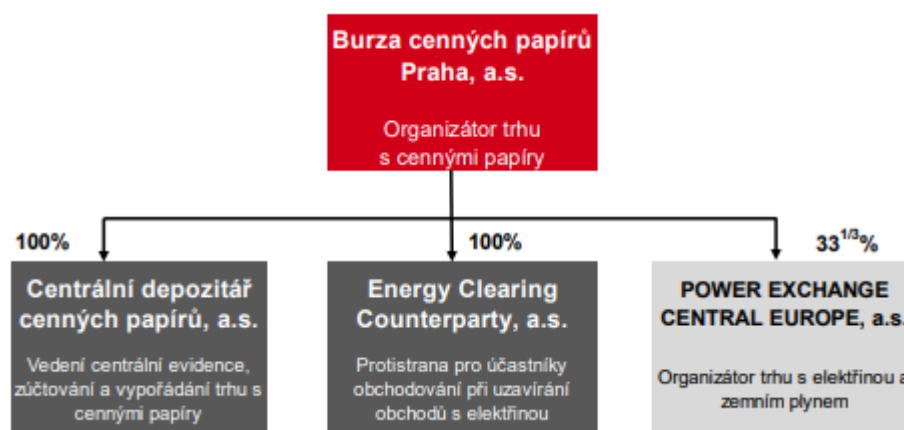 Burza cenných papírů
Praha, a.s.
Organizátor trhu
s cennými papíry
100%
100%
33^1/3%
Centrální depozitář
cenných papírů, a.s.
Vedení centrální evidence,
zúčtování a vypořádání trhu s
cennými papíry
Energy Clearing
Counterparty, a.s.
Protistrana pro účastníky
obchodování při uzavírání
obchodů s elektřinou
POWER EXCHANGE
CENTRAL EUROPE, a.s.
Organizátor trhu s elektřinou a
zemním plynem